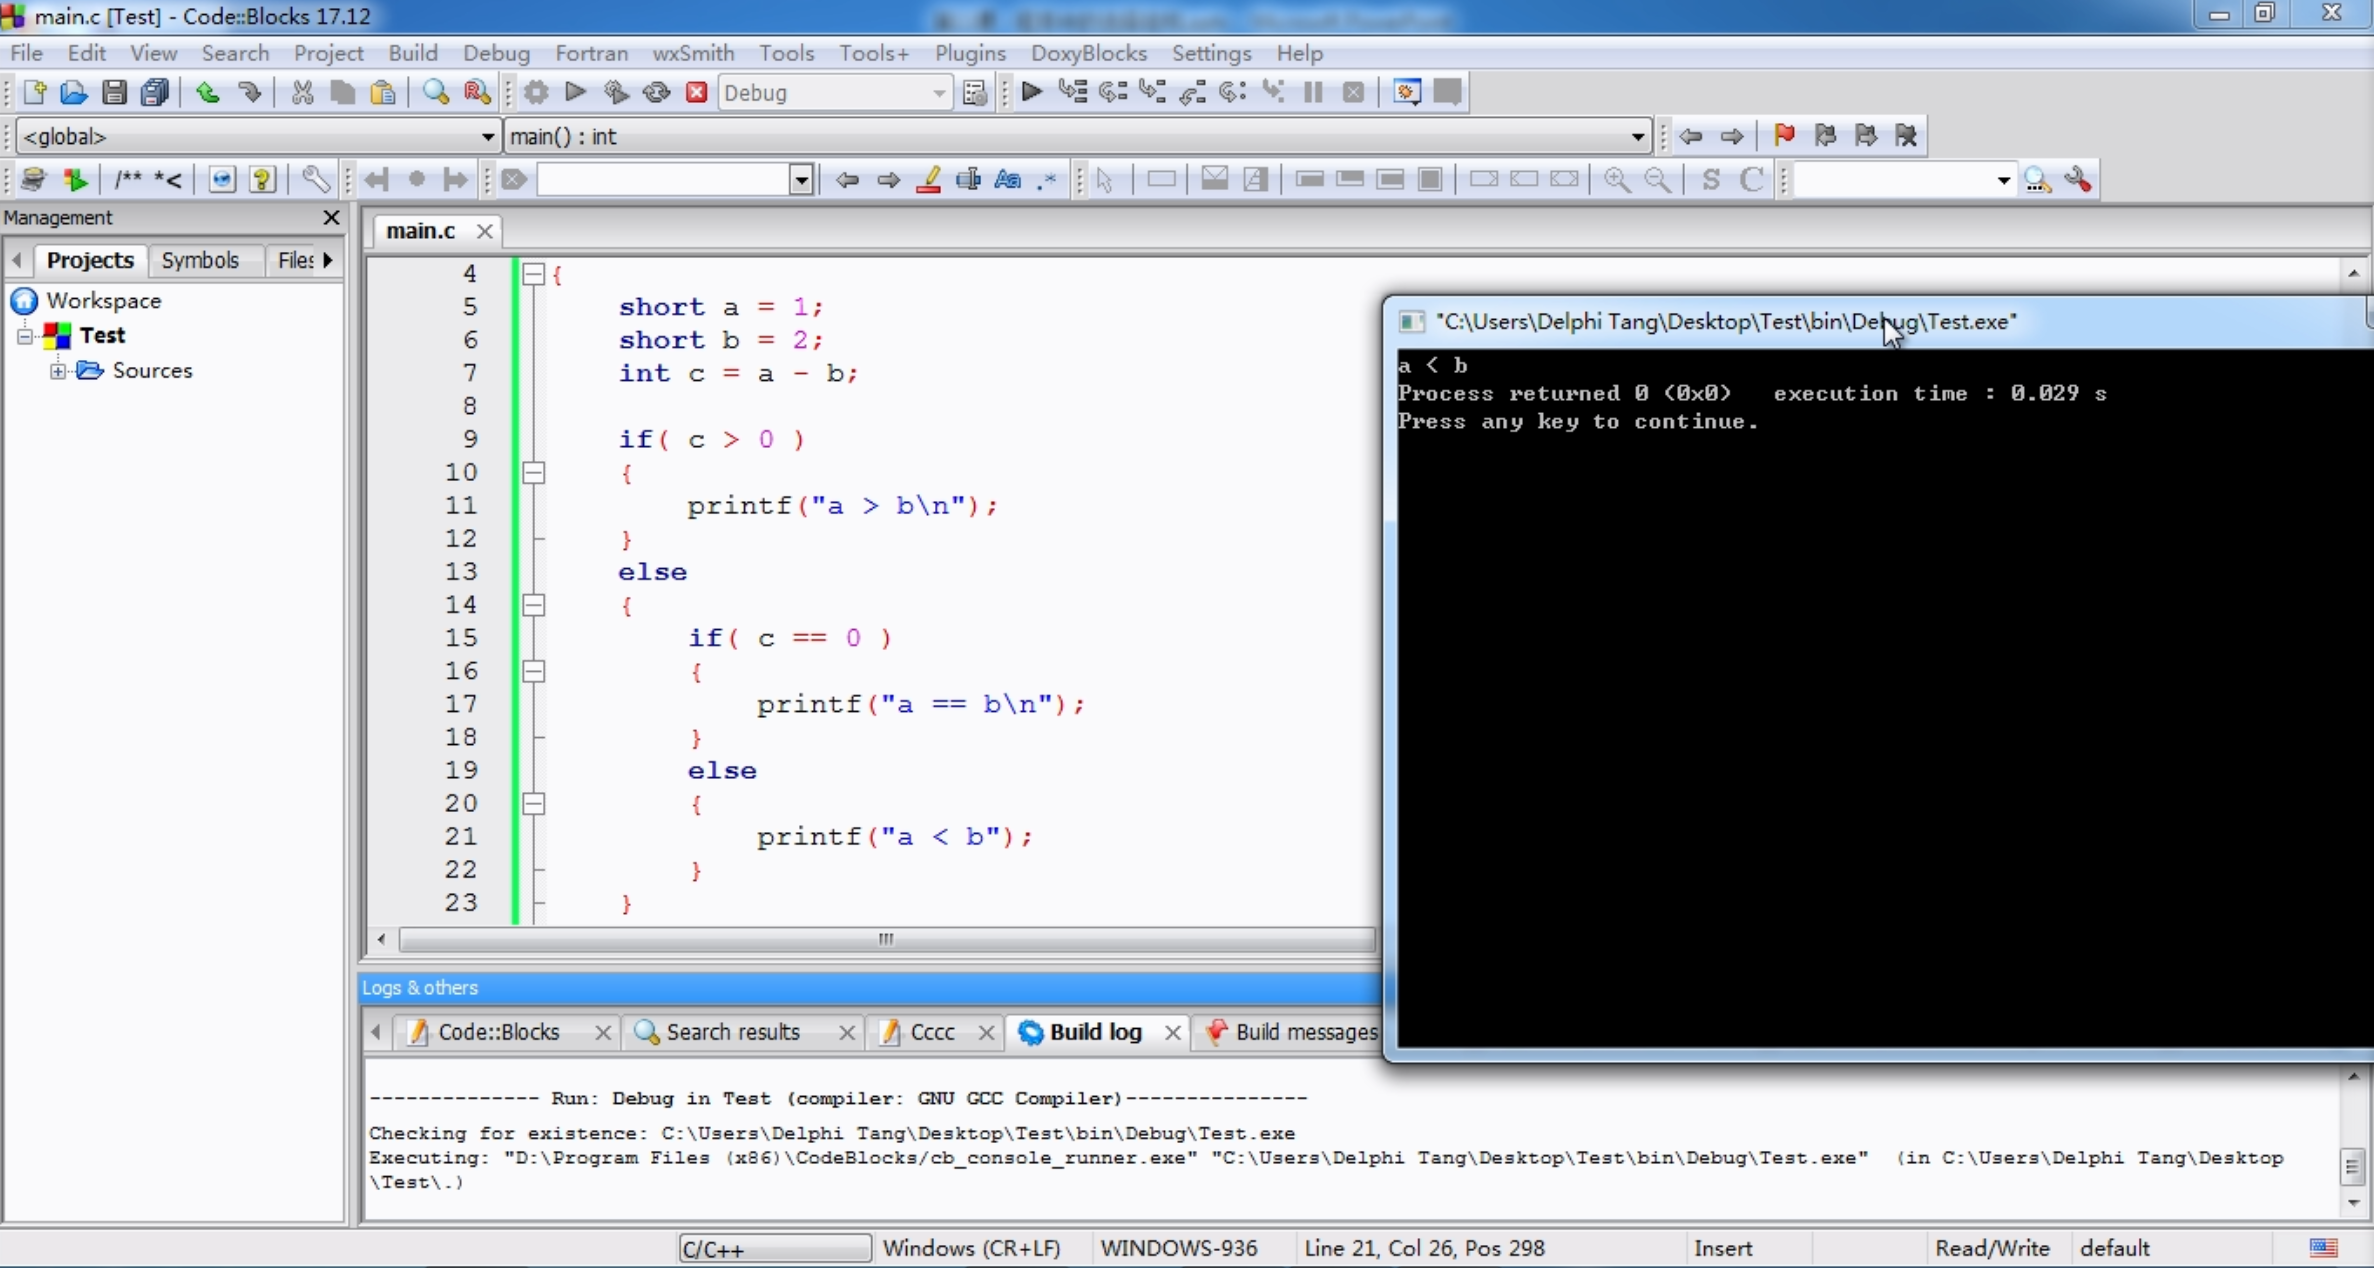 main.c [Test] - Code::Blocks 17.12
File Edit View Search Project Build Debug Fortran wxSmith Tools Tools+ Plugins DoxyBlocks Settings Help
Debug
<global> main() : int
/** *<
S C
Management
Projects Symbols Files
Workspace
Test
Sources
main.c
4 {
5 short a = 1;
6 short b = 2;
7 int c = a - b;
8
9 if( c > 0 )
10 {
11 printf("a > b\n");
12 }
13 else
14 {
15 if( c == 0 )
16 {
17 printf("a == b\n");
18 }
19 else
20 {
21 printf("a < b");
22 }
23 }
"C:\Users\Delphi Tang\Desktop\Test\bin\Debug\Test.exe"
a < b
Process returned 0 (0x0) execution time : 0.029 s
Press any key to continue.
Logs & others
Code::Blocks Search results Cccc Build log Build messages
-------------- Run: Debug in Test (compiler: GNU GCC Compiler)---------------
Checking for existence: C:\Users\Delphi Tang\Desktop\Test\bin\Debug\Test.exe
Executing: "D:\Program Files (x86)\CodeBlocks/cb_console_runner.exe" "C:\Users\Delphi Tang\Desktop\Test\bin\Debug\Test.exe" (in C:\Users\Delphi Tang\Desktop
\Test\.)
C/C++ Windows (CR+LF) WINDOWS-936 Line 21, Col 26, Pos 298 Insert Read/Write default